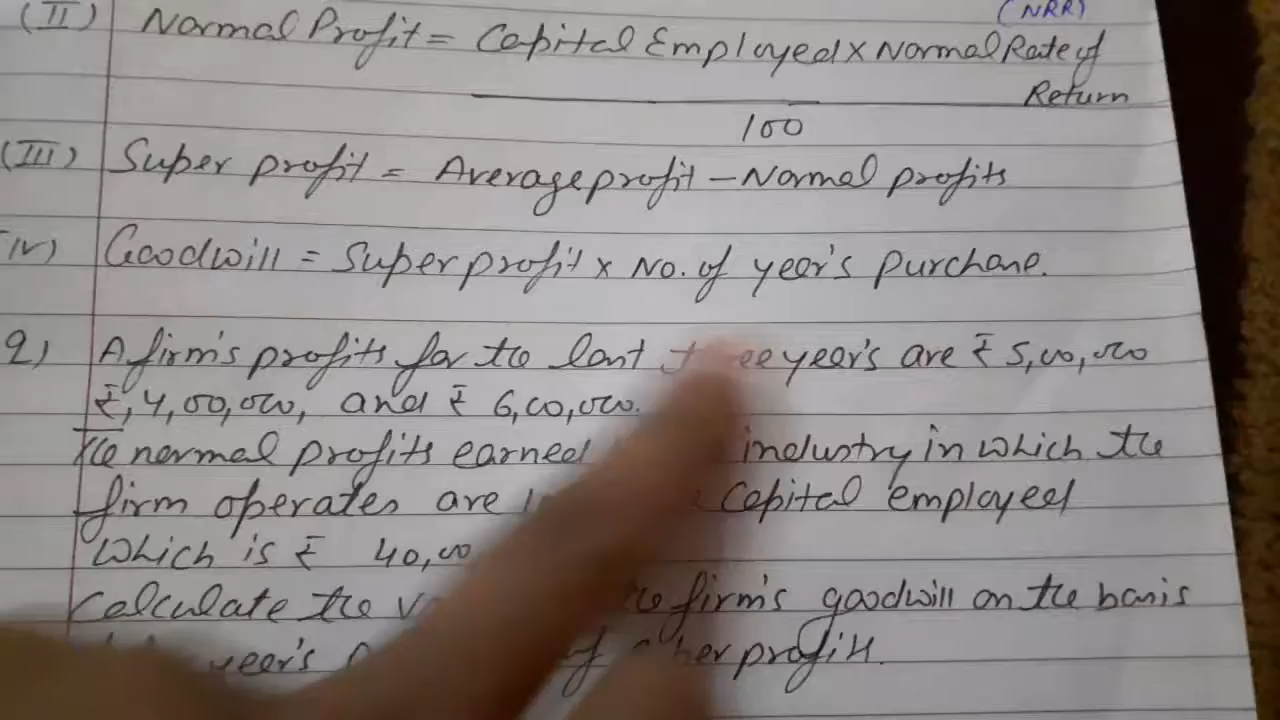 (NRR)
(II) Normal Profit = Capital Employed × Normal Rate of
Return
100
(III) Super profit = Average profit - Normal profits
(IV) Goodwill = Super profit × No. of year's purchase.
Q) A firm's profits for the last year's are ₹ 5,00,000
₹, 4,00,000, and ₹ 6,00,000.
The normal profits earned industry in which the
firm operates are capital employed
which is ₹ 40,00
Calculate the firm's goodwill on the basis
year's of profit.